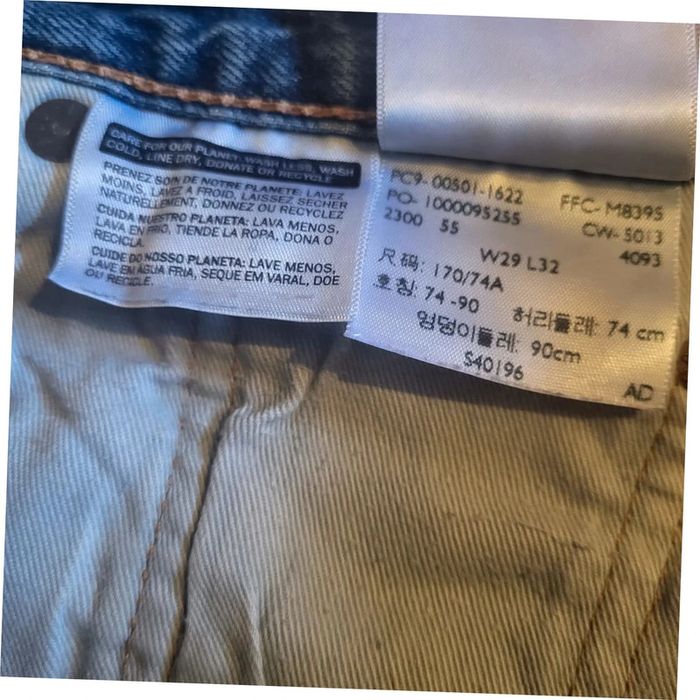 CARE FOR OUR PLANET: WASH LESS, WASH
COLD, LINE DRY, DONATE OR RECYCLE
PRENEZ SOIN DE NOTRE PLANETE: LAVEZ
MOINS, LAVEZ A FROID, LAISSEZ SECHER
NATURELLEMENT, DONNEZ OU RECYCLEZ
CUIDA NUESTRO PLANETA: LAVA MENOS,
LAVA EN FRIO, TIENDE LA ROPA, DONA O
RECICLA.
CUIDE DO NOSSO PLANETA: LAVE MENOS,
LAVE EM ÁGUA FRIA, SEQUE EM VARAL, DOE
OU RECICLE.
PC9- 00501-1622 FFC- M8395
PO- 1000095255 CW- 5013
2300 55 4093
W29 L32
尺码: 170/74A
호칭: 74 -90 허리둘레: 74 cm
엉덩이둘레: 90cm
S40196
AD